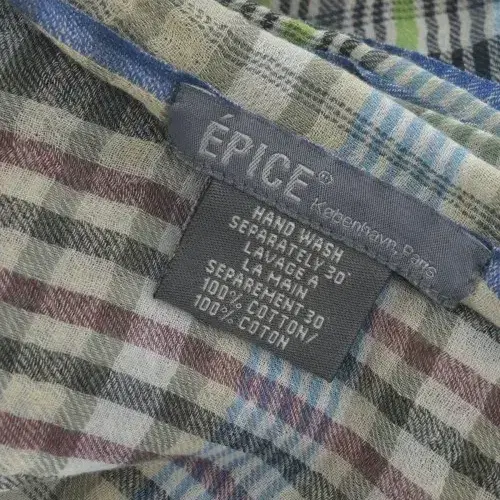 ÉPICE®
København, Paris
HAND WASH
SEPARATELY 30°
LAVAGE À
LA MAIN
SEPAREMENT 30
100% COTTON/
100% COTON